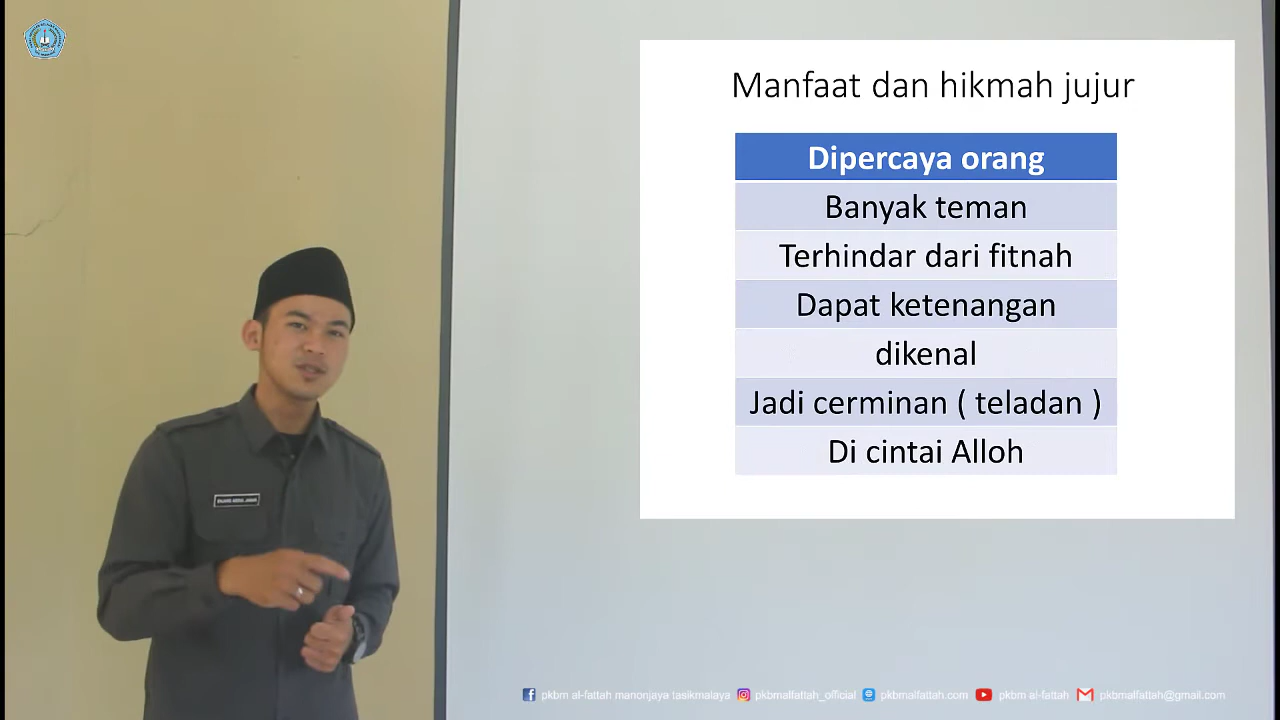 Manfaat dan hikmah jujur
Dipercaya orang
Banyak teman
Terhindar dari fitnah
Dapat ketenangan
dikenal
Jadi cerminan ( teladan )
Di cintai Alloh
pkbm al-fattah manonjaya tasikmalaya pkbmalfattah_official pkbmalfattah.com pkbm al-fattah pkbmalfattah@gmail.com